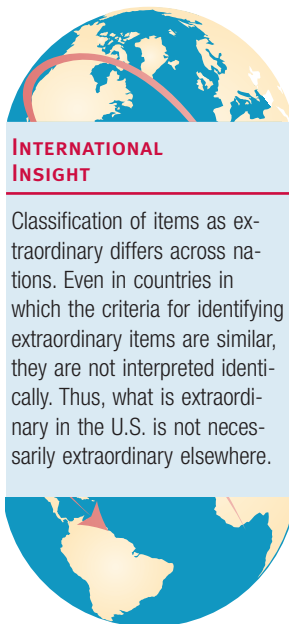 INTERNATIONAL
INSIGHT
Classification of items as ex-
traordinary differs across na-
tions. Even in countries in
which the criteria for identifying
extraordinary items are similar,
they are not interpreted identi-
cally. Thus, what is extraordi-
nary in the U.S. is not neces-
sarily extraordinary elsewhere.